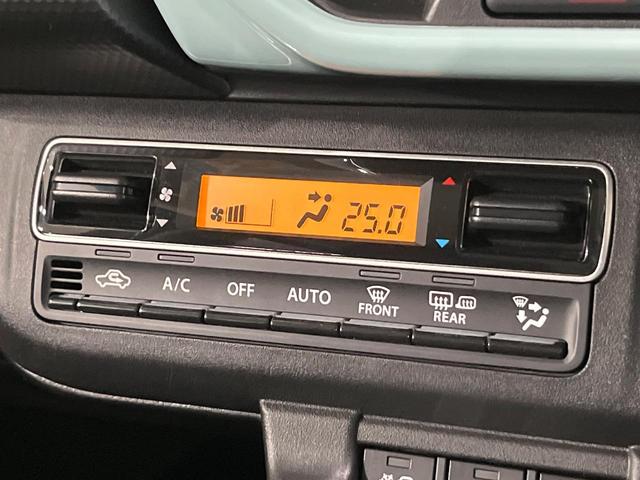 25.0
A/C OFF AUTO FRONT REAR